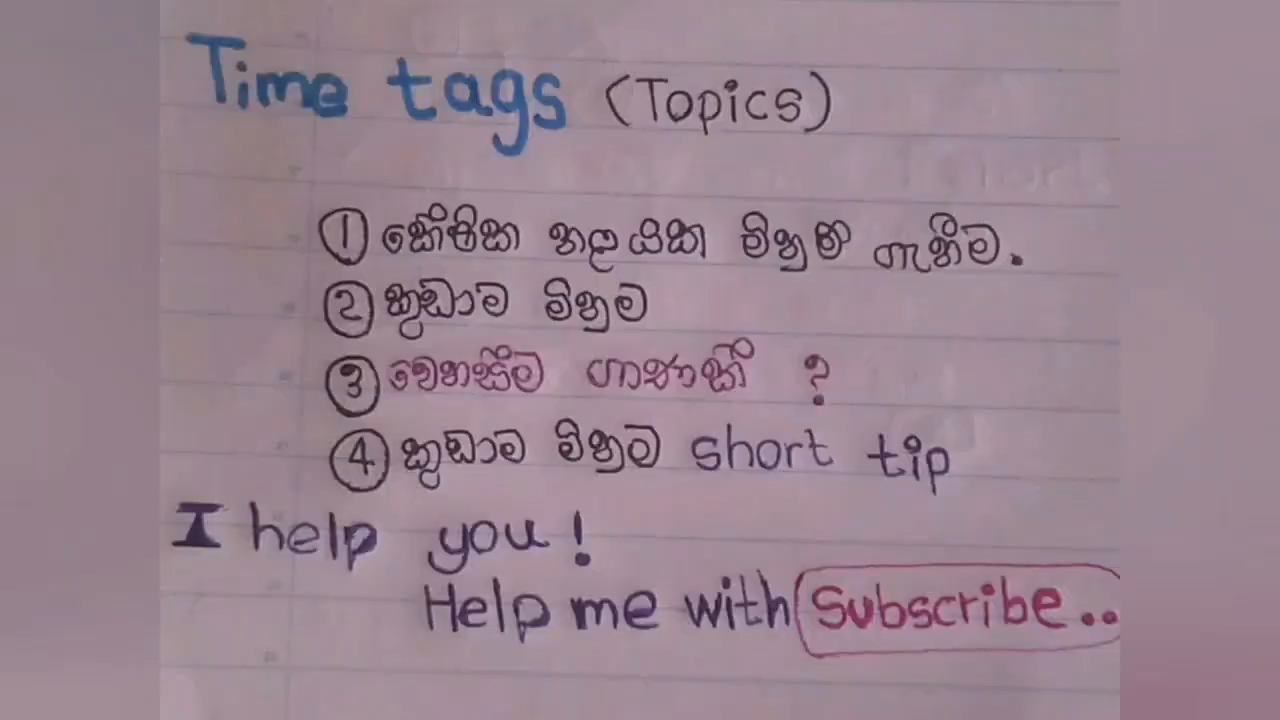 Time tags (Topics)
① කේෂික නළයක මිනුම් ගැනීම.
② කුඩාම මිනුම
③ වෙනසීම ගාණකී ?
④ කුඩාම මිනුම short tip
I help you!
Help me with Subscribe..